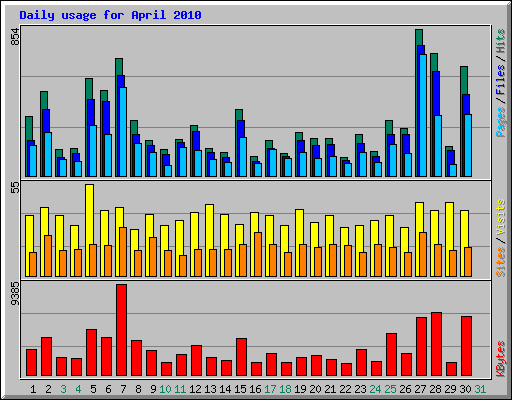 Daily usage for April 2010
854
Pages / Files / Hits
55
Sites / Visits
9385
KBytes
1 2 3 4 5 6 7 8 9 10 11 12 13 14 15 16 17 18 19 20 21 22 23 24 25 26 27 28 29 30 31